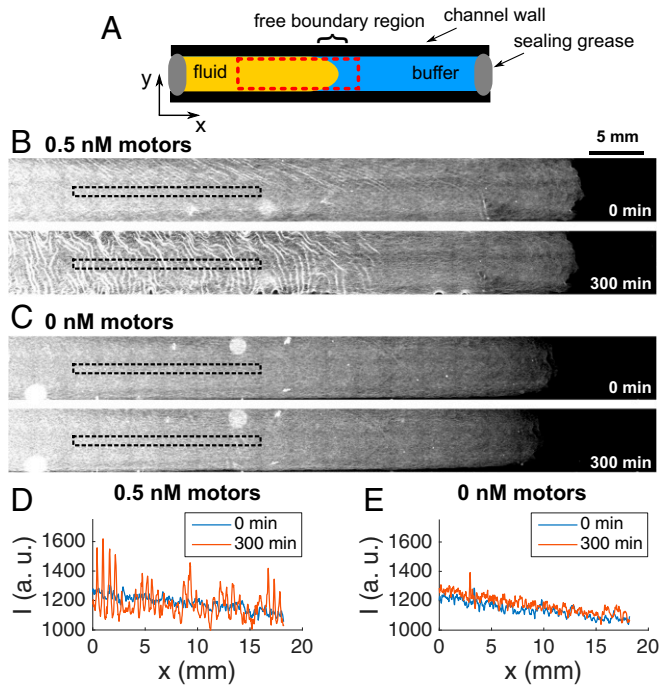 A
free boundary region
channel wall
sealing grease
fluid
buffer
y
x
B 0.5 nM motors
5 mm
0 min
300 min
C 0 nM motors
0 min
300 min
D
0.5 nM motors
0 min
300 min
I (a. u.)
1600
1400
1200
1000
0 5 10 15 20
x (mm)
E
0 nM motors
0 min
300 min
I (a. u.)
1600
1400
1200
1000
0 5 10 15 20
x (mm)